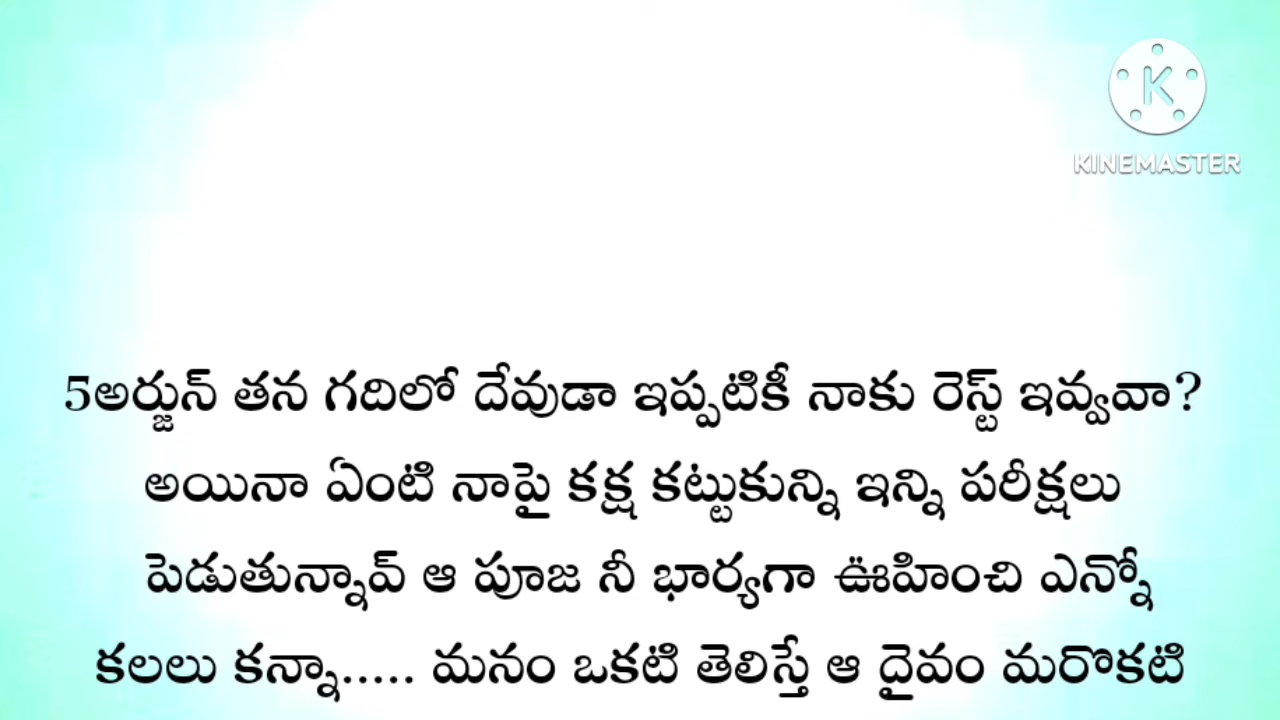 KINEMASTER
5అర్జున్ తన గదిలో దేవుడా ఇప్పటికీ నాకు రెస్ట్ ఇవ్వవా?
అయినా ఏంటి నాపై కక్ష కట్టుకున్ని ఇన్ని పరీక్షలు
పెడుతున్నావ్ ఆ పూజ నీ భార్యగా ఊహించి ఎన్నో
కలలు కన్నా..... మనం ఒకటి తెలిస్తే ఆ దైవం మరొకటి